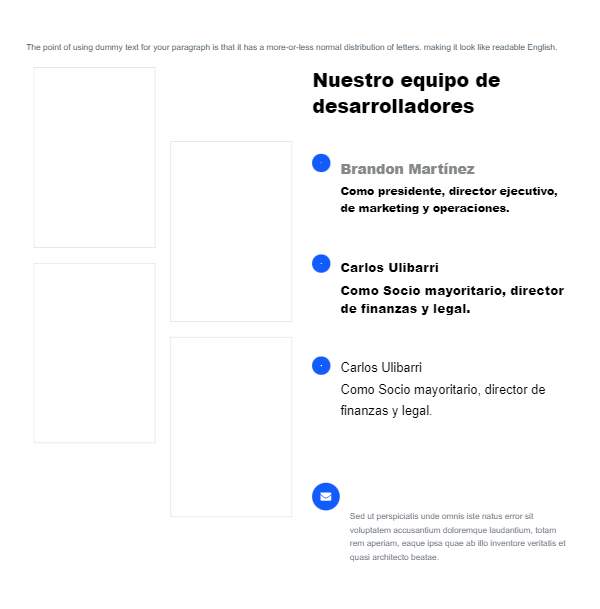 The point of using dummy text for your paragraph is that it has a more-or-less normal distribution of letters. making it look like readable English.
Nuestro equipo de
desarrolladores
Brandon Martínez
Como presidente, director ejecutivo,
de marketing y operaciones.
Carlos Ulibarri
Como Socio mayoritario, director
de finanzas y legal.
Carlos Ulibarri
Como Socio mayoritario, director de
finanzas y legal.
Sed ut perspiciatis unde omnis iste natus error sit
voluptatem accusantium doloremque laudantium, totam
rem aperiam, eaque ipsa quae ab illo inventore veritatis et
quasi architecto beatae.